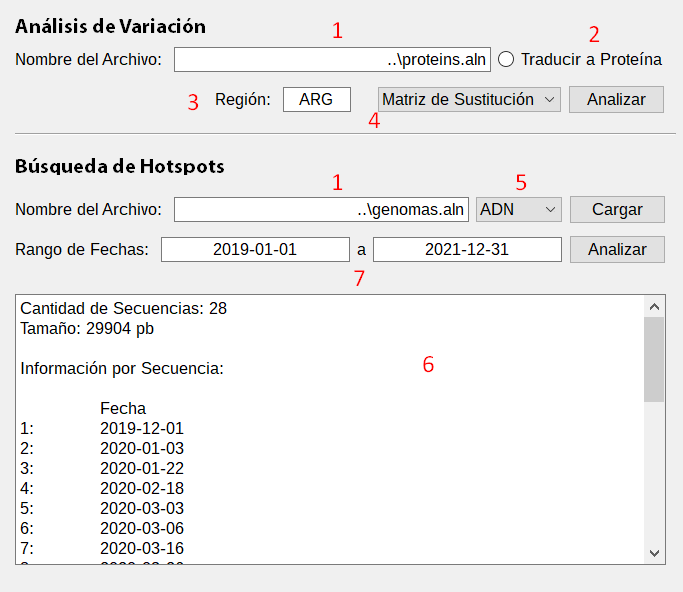 Análisis de Variación
1
2
Nombre del Archivo: ..\proteins.aln Traducir a Proteína
3 Región: ARG Matriz de Sustitución Analizar
4
Búsqueda de Hotspots
1 5
Nombre del Archivo: ..\genomas.aln ADN Cargar
Rango de Fechas: 2019-01-01 a 2021-12-31 Analizar
7
Cantidad de Secuencias: 28
Tamaño: 29904 pb
Información por Secuencia:
6
Fecha
1: 2019-12-01
2: 2020-01-03
3: 2020-01-22
4: 2020-02-18
5: 2020-03-03
6: 2020-03-06
7: 2020-03-16